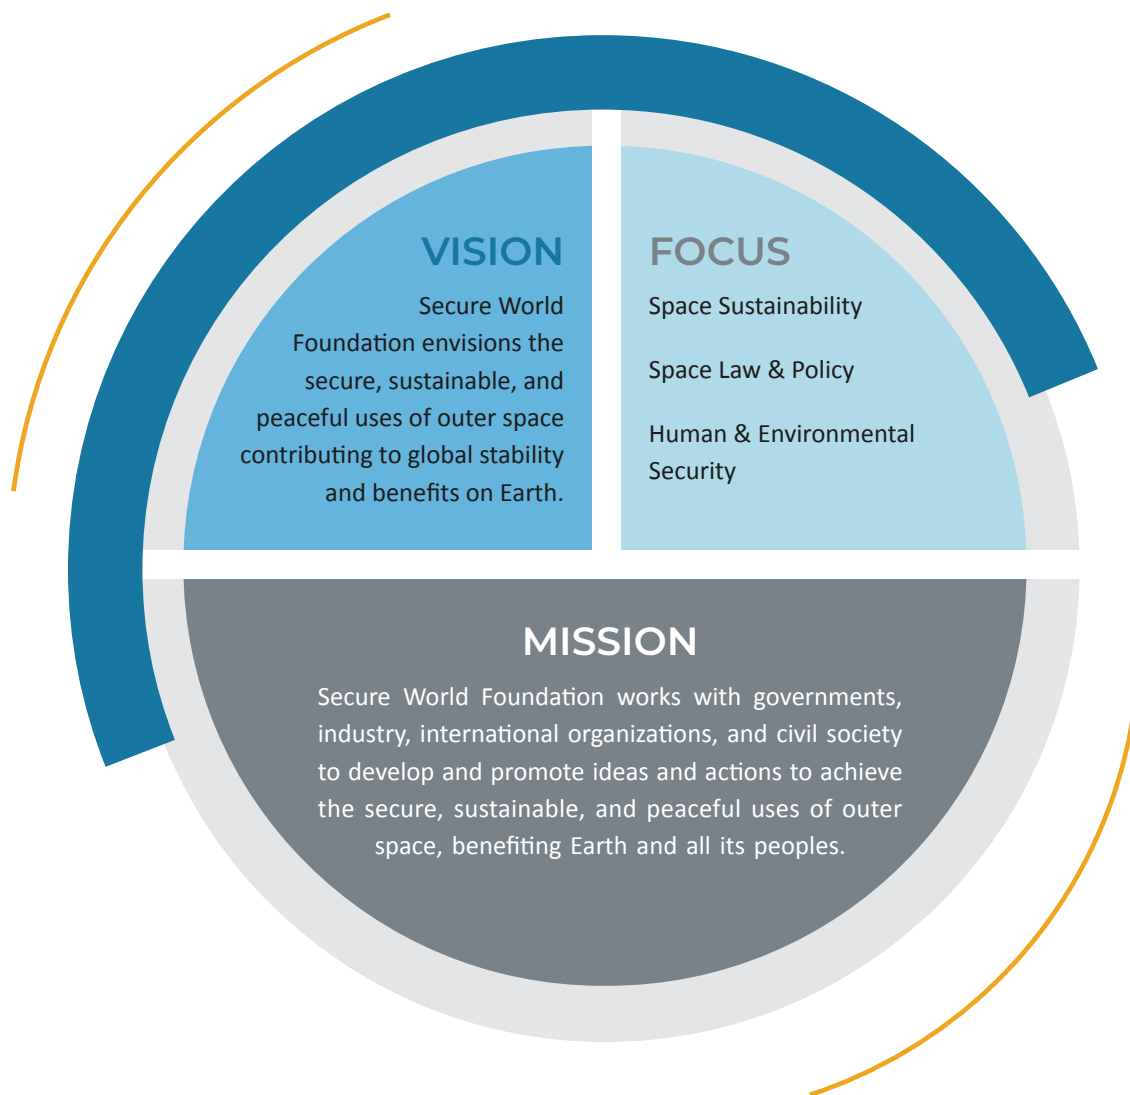 VISION
Secure World
Foundation envisions the
secure, sustainable, and
peaceful uses of outer space
contributing to global stability
and benefits on Earth.
FOCUS
Space Sustainability
Space Law & Policy
Human & Environmental
Security
MISSION
Secure World Foundation works with governments,
industry, international organizations, and civil society
to develop and promote ideas and actions to achieve
the secure, sustainable, and peaceful uses of outer
space, benefiting Earth and all its peoples.